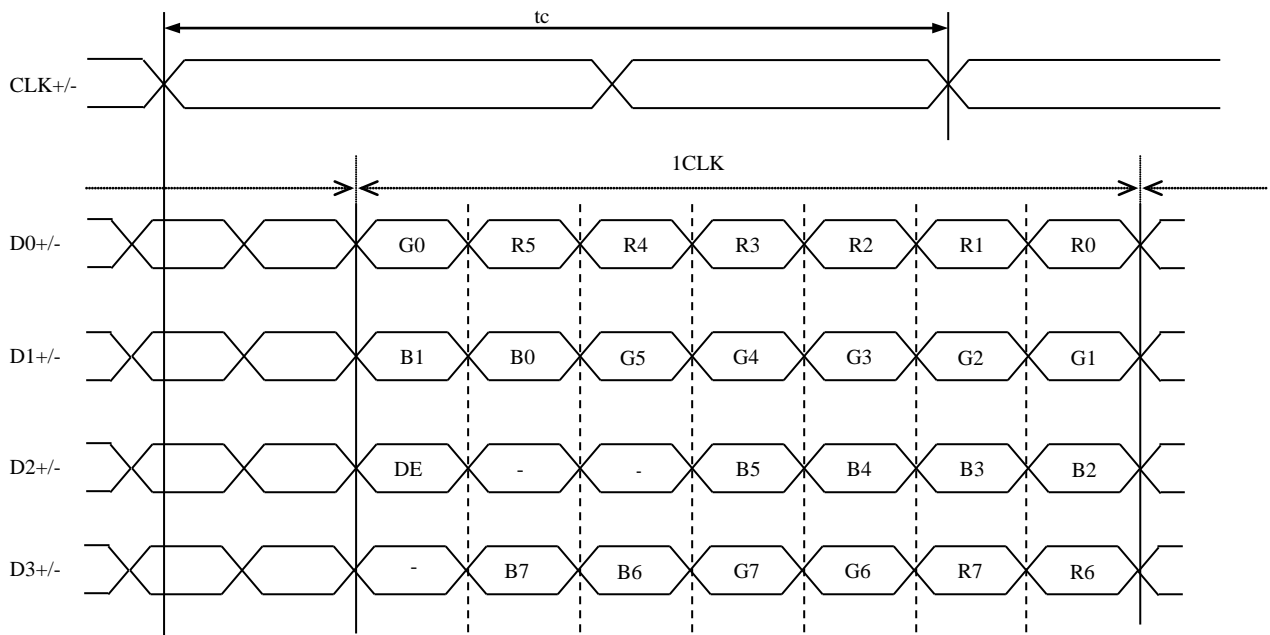 tc
CLK+/-
1CLK
D0+/- G0 R5 R4 R3 R2 R1 R0
D1+/- B1 B0 G5 G4 G3 G2 G1
D2+/- DE - - B5 B4 B3 B2
D3+/- - B7 B6 G7 G6 R7 R6